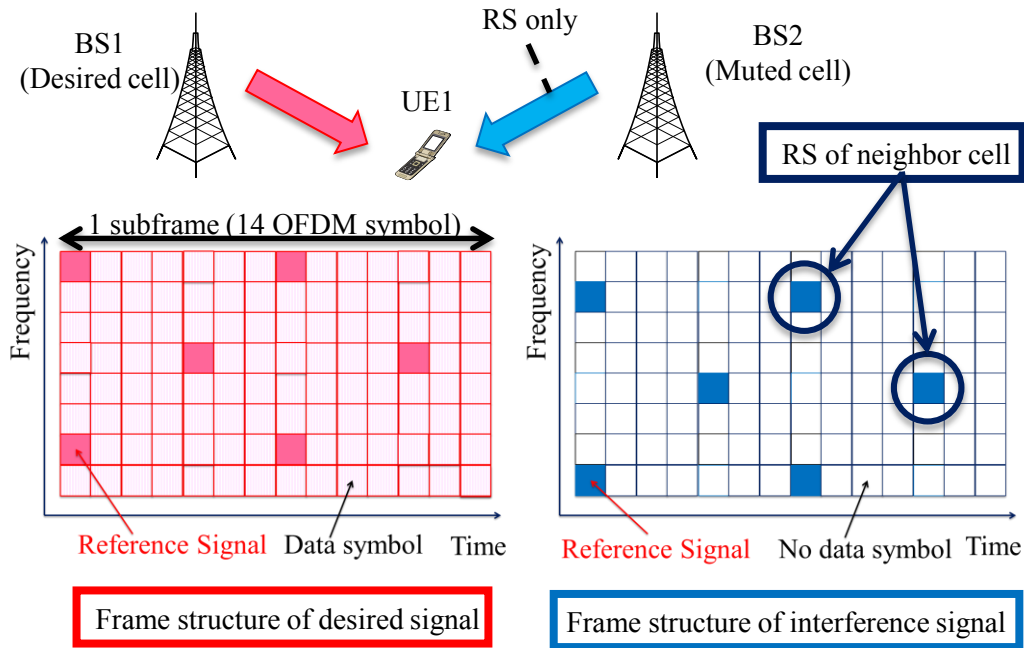 BS1
(Desired cell)
RS only
BS2
(Muted cell)
UE1
RS of neighbor cell
1 subframe (14 OFDM symbol)
Frequency
Frequency
Reference Signal
Data symbol
Time
Reference Signal
No data symbol
Time
Frame structure of desired signal
Frame structure of interference signal